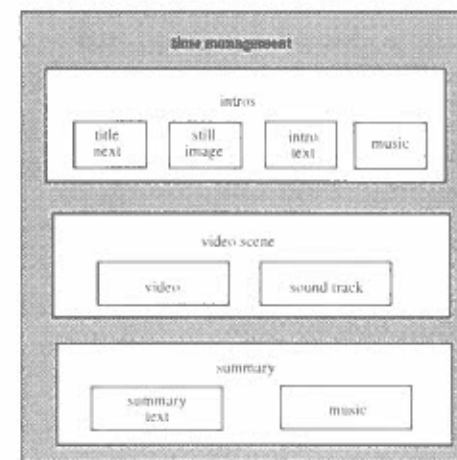 time management
intros
title
next
still
image
intro
text
music
video scene
video
sound track
summary
summary
text
music